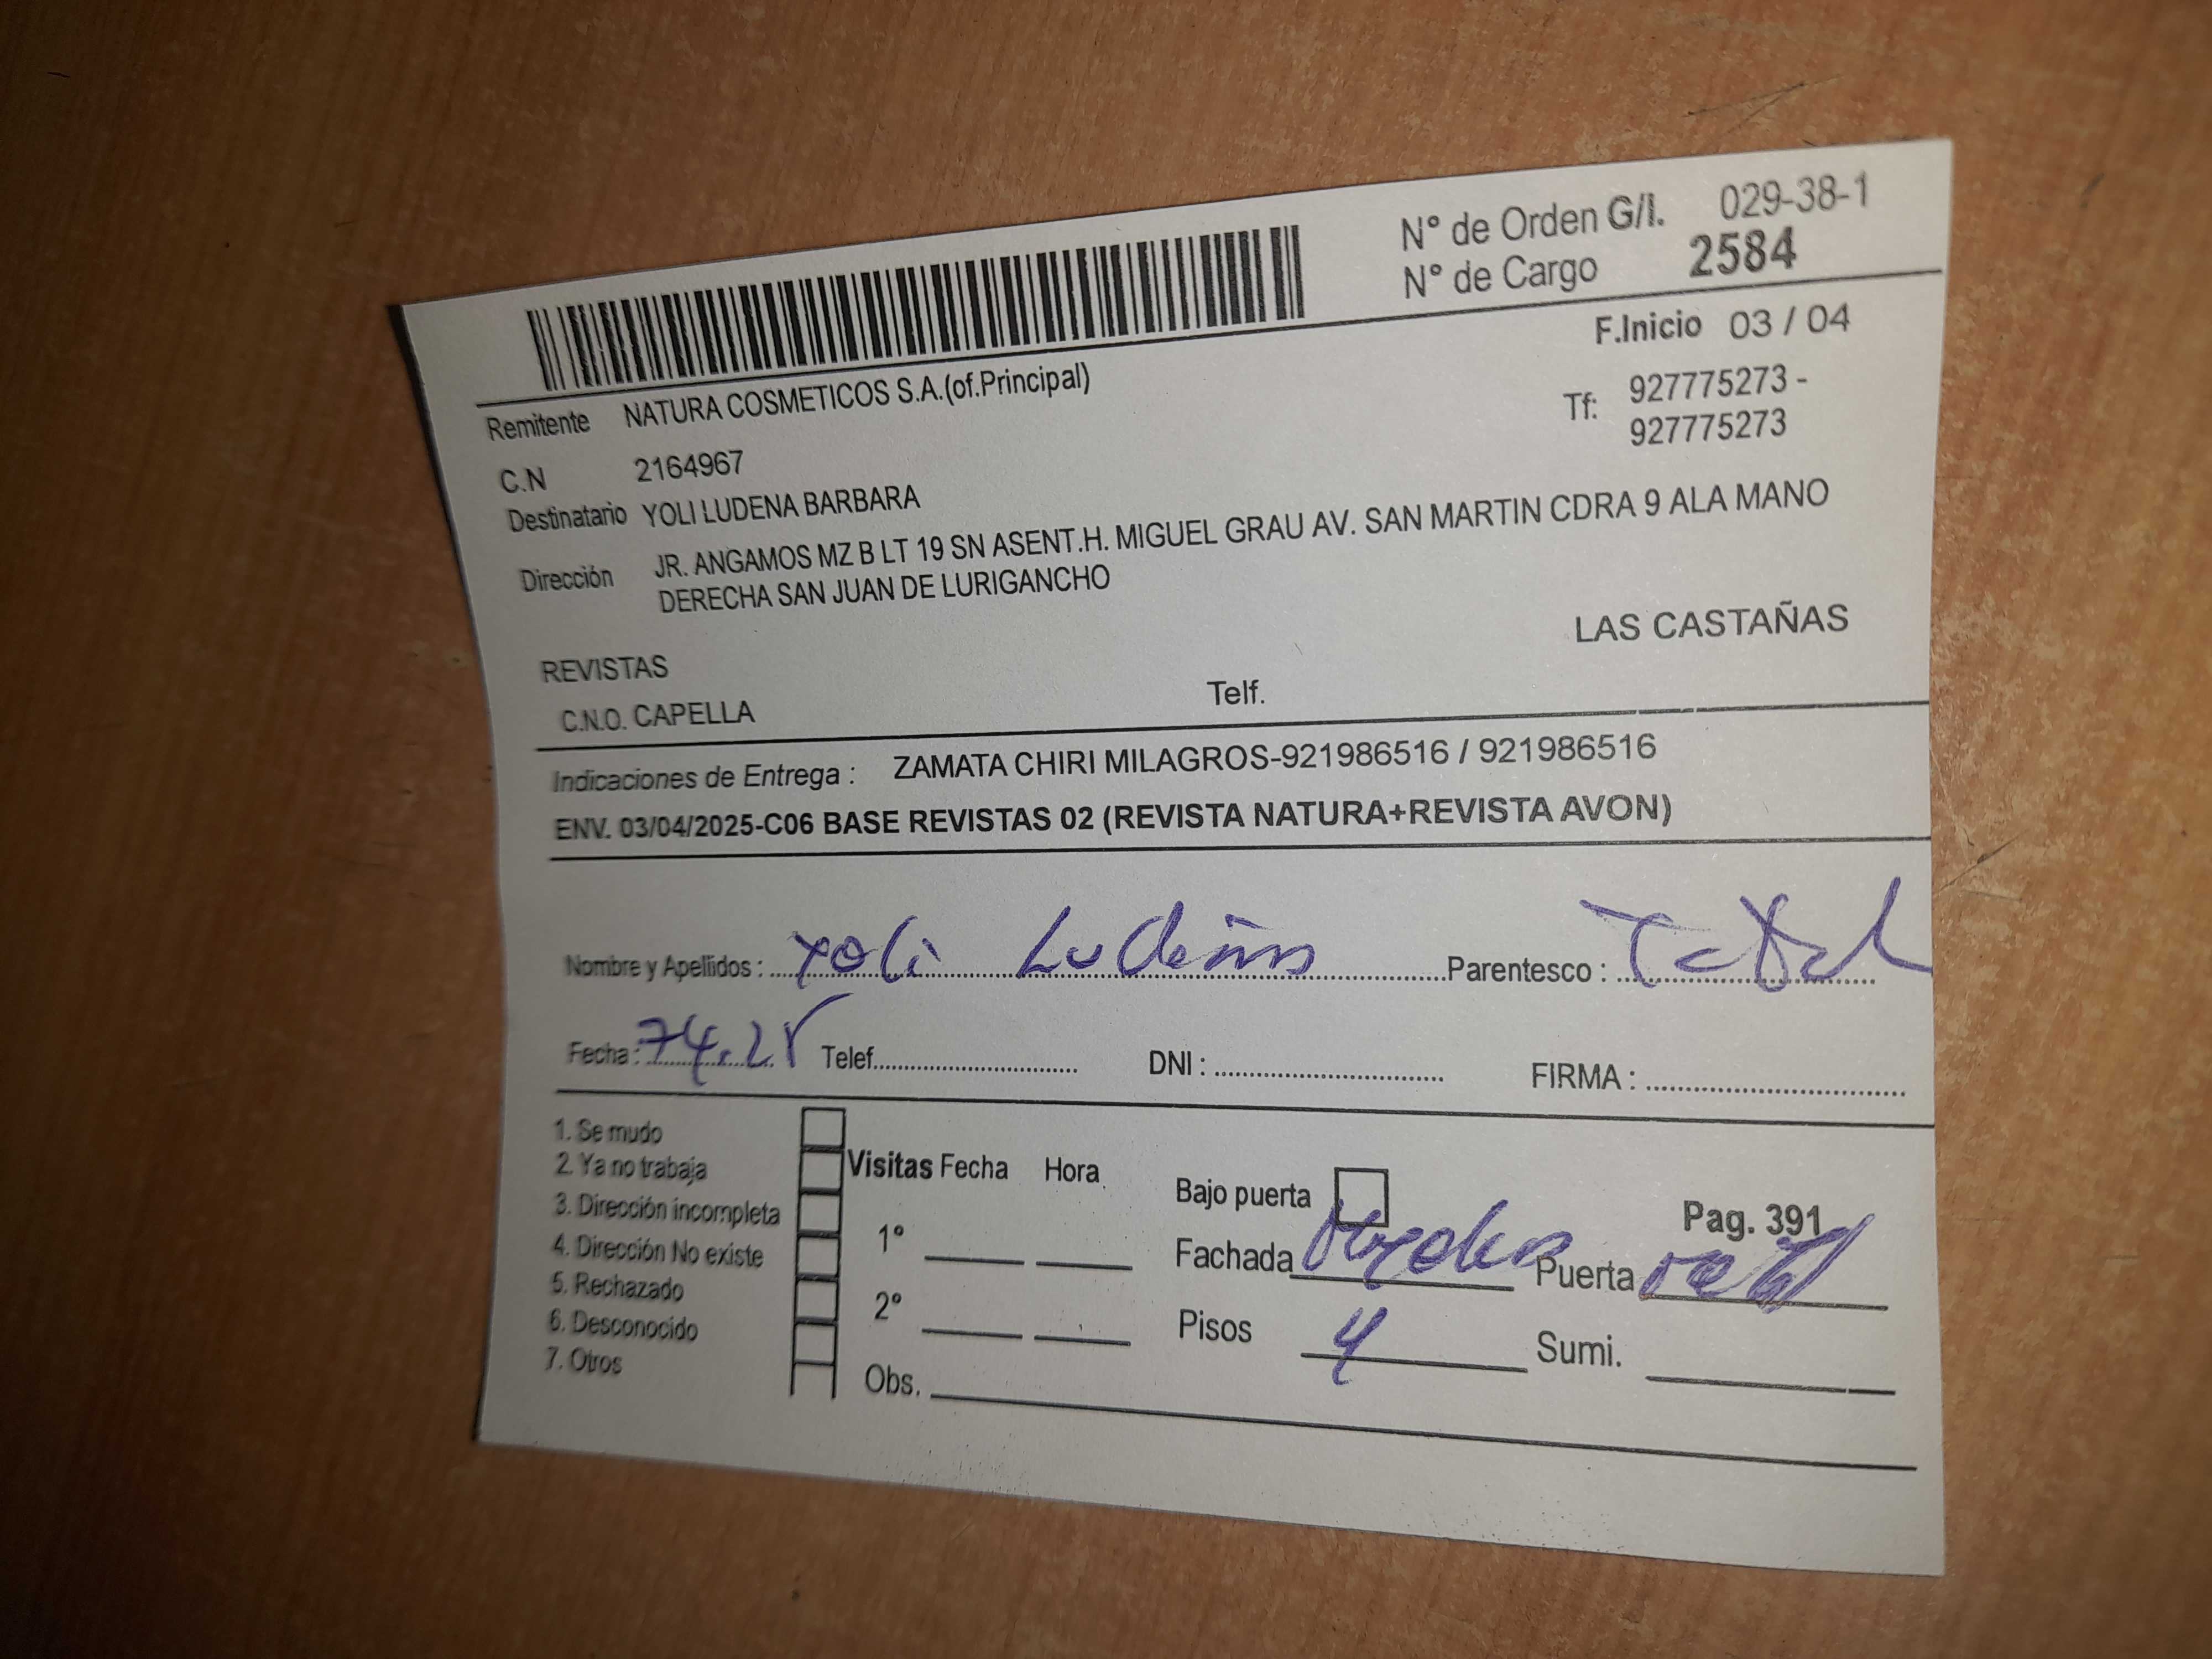 N° de Orden G/I. 029-38-1
N° de Cargo 2584
F.Inicio 03 / 04
Remitente NATURA COSMETICOS S.A.(of.Principal)
Tf: 927775273 -
927775273
C.N 2164967
Destinatario YOLI LUDENA BARBARA
Dirección JR. ANGAMOS MZ B LT 19 SN ASENT.H. MIGUEL GRAU AV. SAN MARTIN CDRA 9 ALA MANO
DERECHA SAN JUAN DE LURIGANCHO
LAS CASTAÑAS
REVISTAS
C.N.O. CAPELLA Telf.
Indicaciones de Entrega : ZAMATA CHIRI MILAGROS-921986516 / 921986516
ENV. 03/04/2025-C06 BASE REVISTAS 02 (REVISTA NATURA+REVISTA AVON)
Nombre y Apellidos : Yoli Ludeña Parentesco :
Fecha : 74.25 Telef. DNI : FIRMA :
1. Se mudo
2. Ya no trabaja
3. Dirección incompleta
4. Dirección No existe
5. Rechazado
6. Desconocido
7. Otros
Visitas Fecha Hora
1°
2°
Obs.
Bajo puerta
Pag. 391
Fachada Puerta
Pisos 4 Sumi.